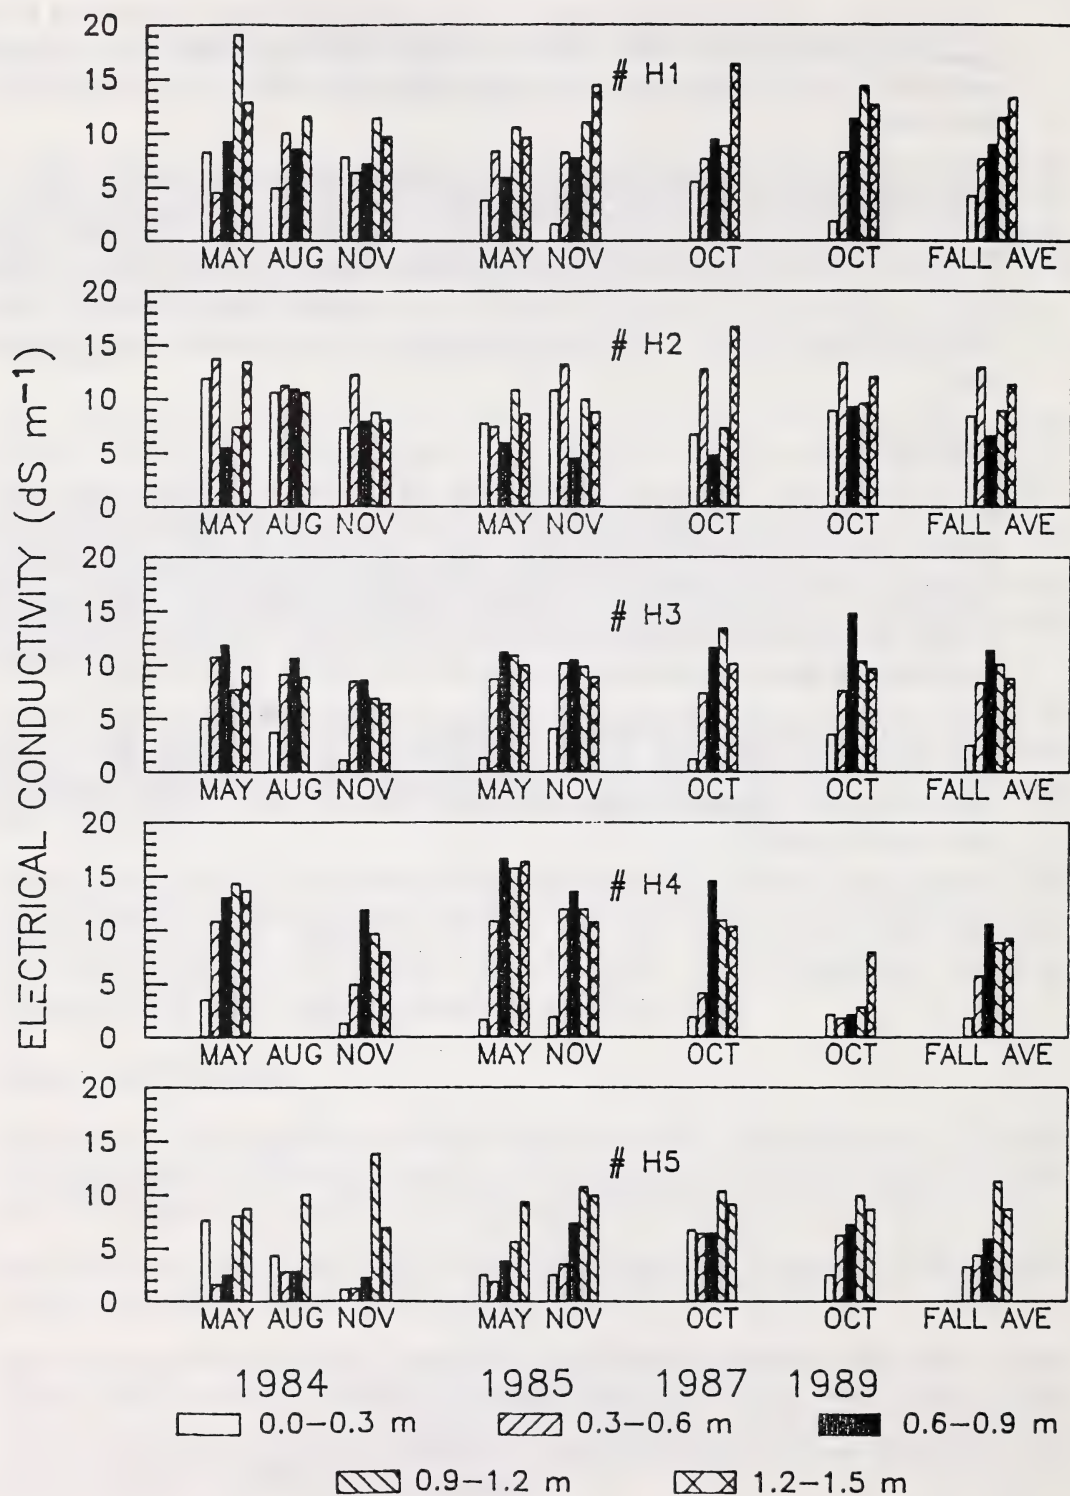 ELECTRICAL CONDUCTIVITY (dS m⁻¹)
20
15
10
5
0
# H1
MAY AUG NOV MAY NOV OCT OCT FALL AVE
20
15
10
5
0
# H2
MAY AUG NOV MAY NOV OCT OCT FALL AVE
20
15
10
5
0
# H3
MAY AUG NOV MAY NOV OCT OCT FALL AVE
20
15
10
5
0
# H4
MAY AUG NOV MAY NOV OCT OCT FALL AVE
20
15
10
5
0
# H5
MAY AUG NOV MAY NOV OCT OCT FALL AVE
1984 1985 1987 1989
0.0–0.3 m 0.3–0.6 m 0.6–0.9 m
0.9–1.2 m 1.2–1.5 m